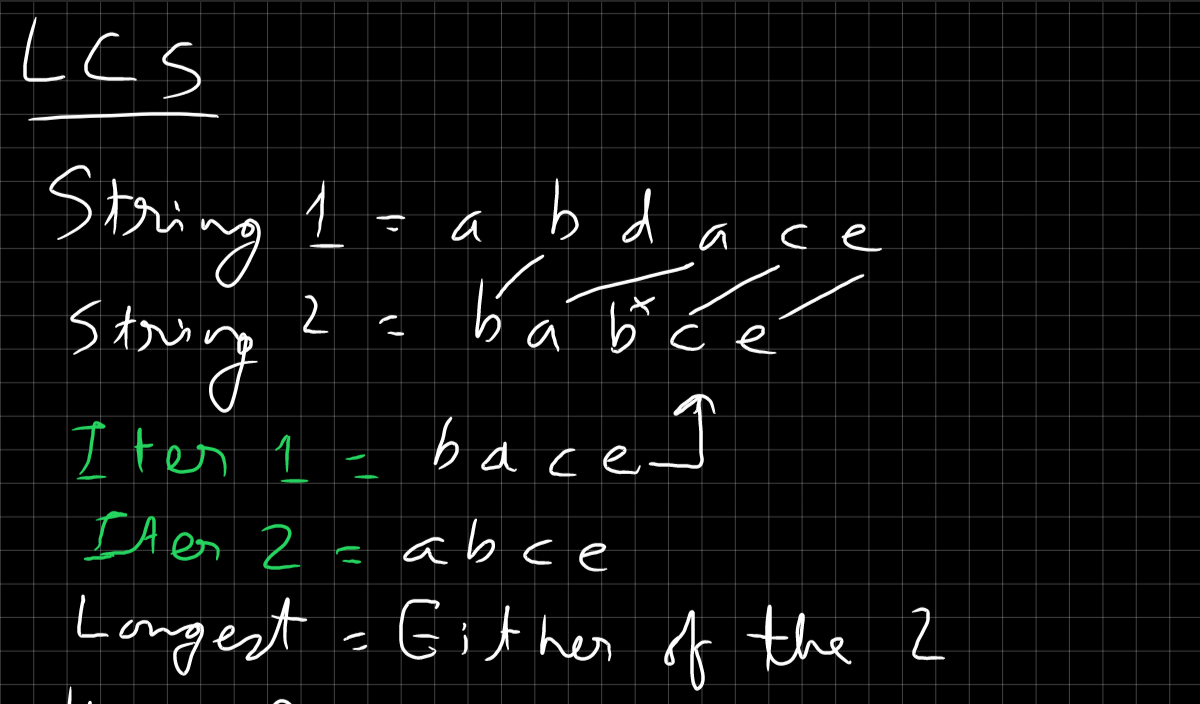 LCS
String 1 = a b d a c e
String 2 = b a b x c e
Iter 1 = b a c e
Iter 2 = a b c e
Longest = Either of the 2